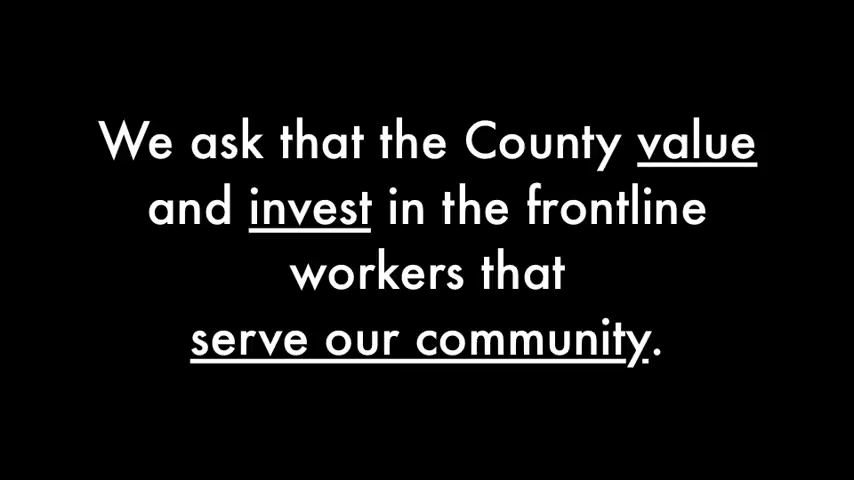 We ask that the County value
and invest in the frontline
workers that
serve our community.